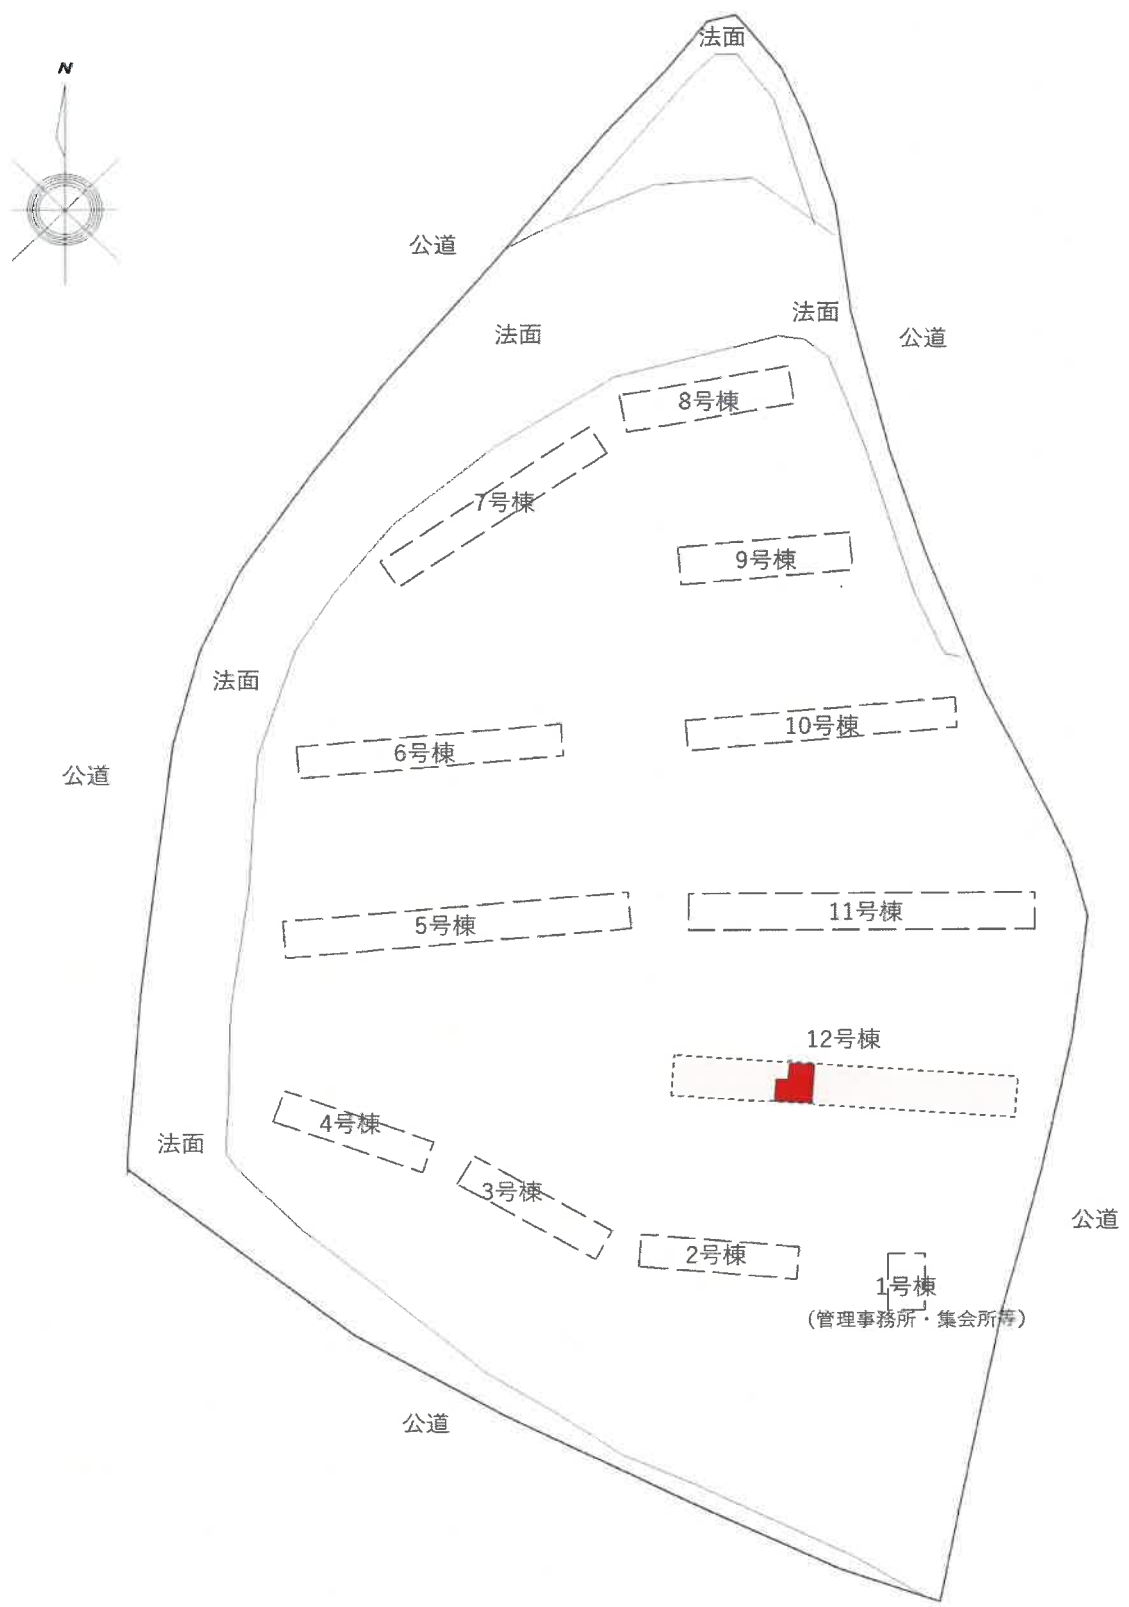 法面
N
公道
法面
法面
公道
8号棟
7号棟
9号棟
法面
10号棟
6号棟
公道
11号棟
5号棟
12号棟
4号棟
法面
3号棟
公道
2号棟
1号棟
(管理事務所・集会所等)
公道